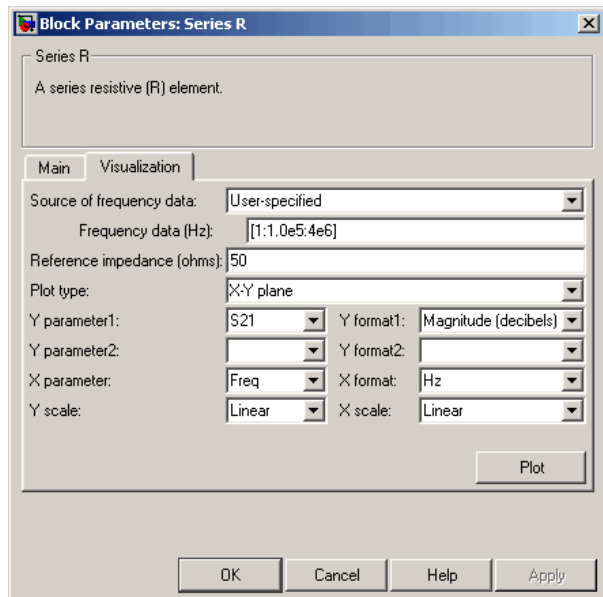 Block Parameters: Series R
Series R
A series resistive (R) element.
Main Visualization
Source of frequency data: User-specified
Frequency data (Hz): [1:1.0e5:4e6]
Reference impedance (ohms): 50
Plot type: X-Y plane
Y parameter1: S21 Y format1: Magnitude (decibels)
Y parameter2: Y format2:
X parameter: Freq X format: Hz
Y scale: Linear X scale: Linear
Plot
OK Cancel Help Apply